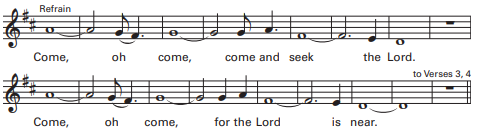 Refrain
Come, oh come, come and seek the Lord.
to Verses 3, 4
Come, oh come, for the Lord is near.